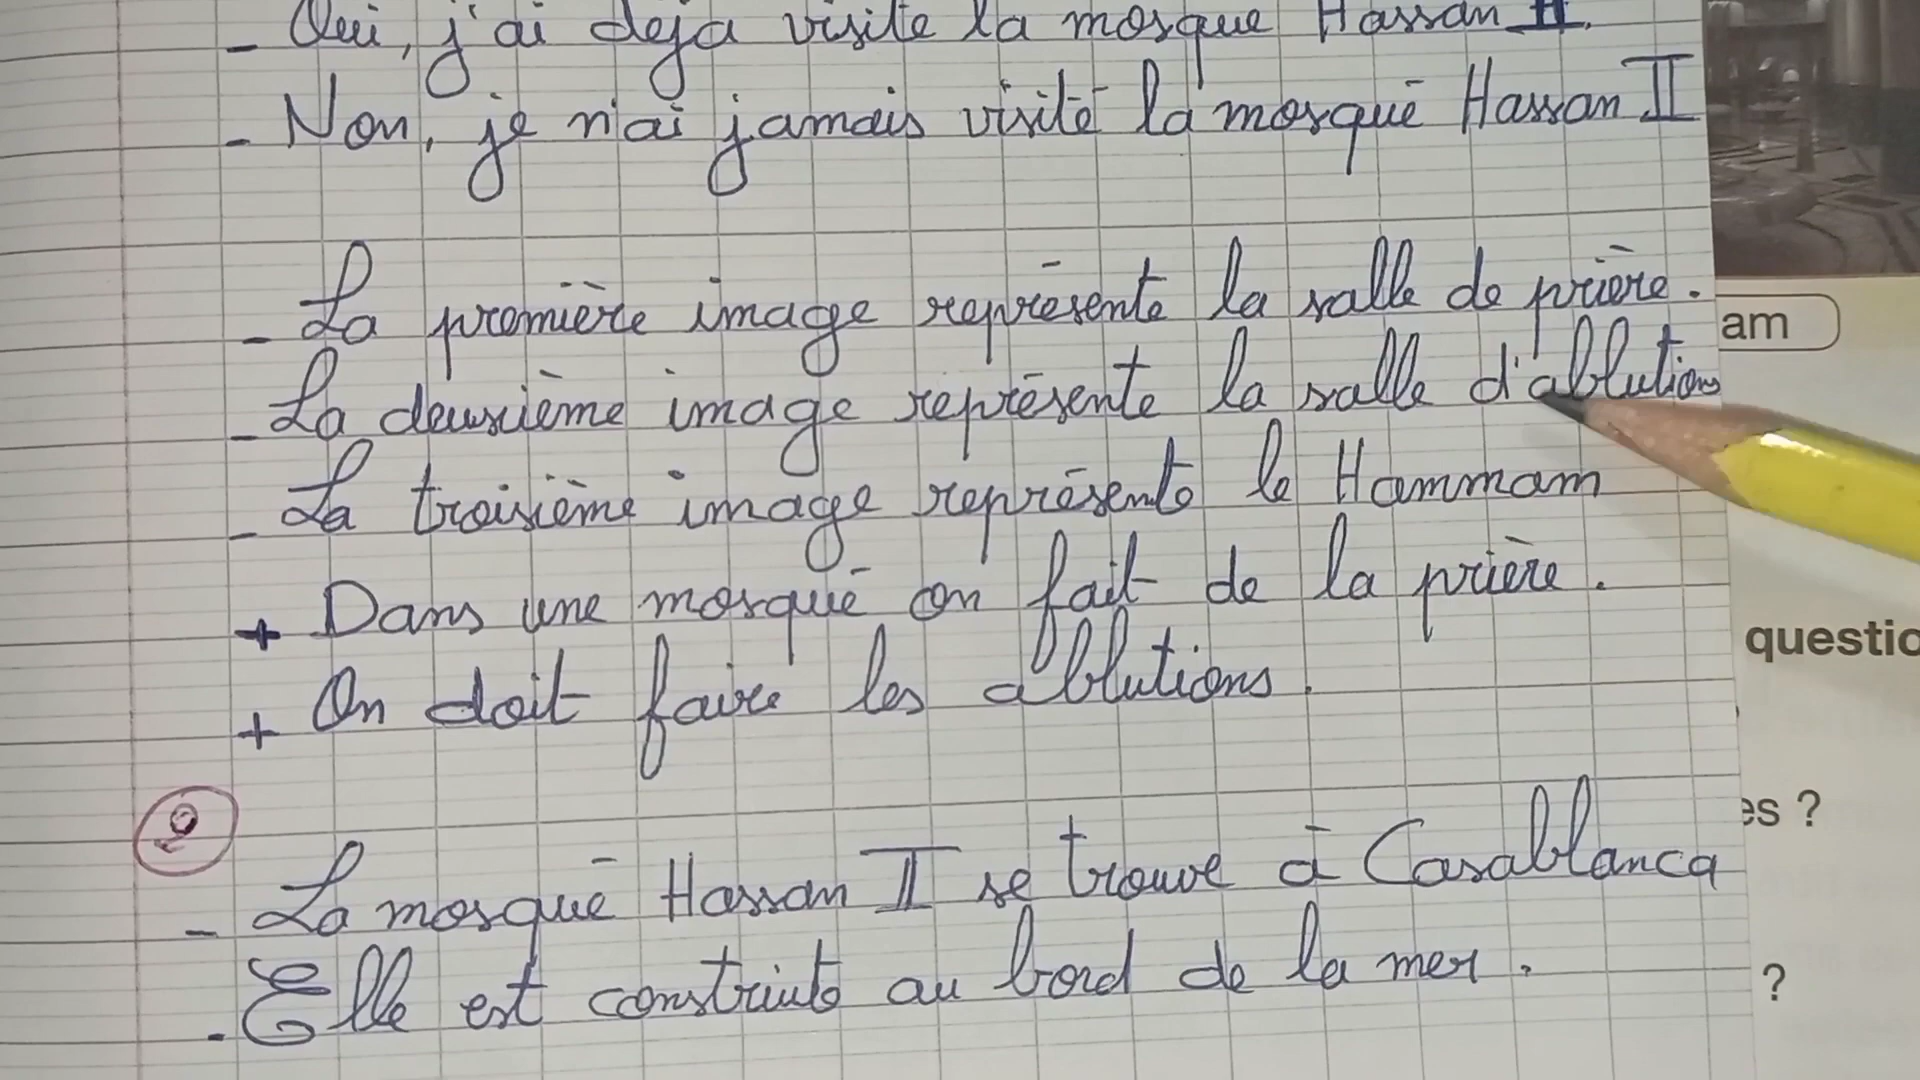 - Oui, j'ai déjà visité la mosque Hassan II.
- Non, je n'ai jamais visité la mosqué Hassan II
- La première image représente la salle de prière.
am
- La deuxième image représente la salle d'ablutions
- La troisième image représente le Hammam
+ Dans une mosqué on fait de la prière.
questio
+ On doit faire les ablutions.
2
es ?
- La mosqué Hassan II se trouve à Casablanca
- Elle est construite au bord de la mer.
?